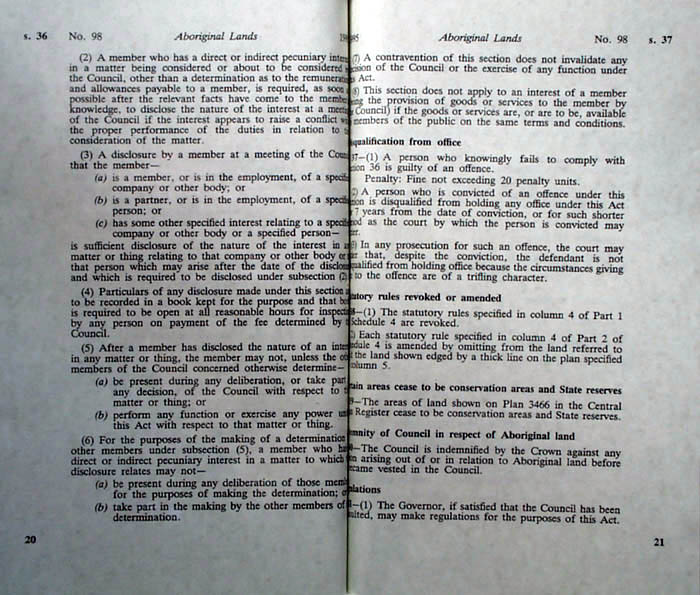 s. 36 No. 98 Aboriginal Lands
(2) A member who has a direct or indirect pecuniary
in a matter being considered or about to be considered
the Council, other than a determination as to the
and allowances payable to a member, is required, as soon
possible after the relevant facts have come to the
knowledge, to disclose the nature of the interest at a
of the Council if the interest appears to raise a conflict
the proper performance of the duties in relation to
consideration of the matter.
(3) A disclosure by a member at a meeting of the
that the member—
(a) is a member, or is in the employment, of a
company or other body; or
(b) is a partner, or is in the employment, of a
person; or
(c) has some other specified interest relating to a
company or other body or a specified person—
is sufficient disclosure of the nature of the interest in
matter or thing relating to that company or other body or
that person which may arise after the date of the
and which is required to be disclosed under subsection (2)
(4) Particulars of any disclosure made under this section
to be recorded in a book kept for the purpose and that
is required to be open at all reasonable hours for
by any person on payment of the fee determined by
Council.
(5) After a member has disclosed the nature of an
in any matter or thing, the member may not, unless the
members of the Council concerned otherwise determine—
(a) be present during any deliberation, or take part
any decision, of the Council with respect to
matter or thing; or
(b) perform any function or exercise any power
this Act with respect to that matter or thing.
(6) For the purposes of the making of a determination
other members under subsection (5), a member who
direct or indirect pecuniary interest in a matter to which
disclosure relates may not—
(a) be present during any deliberation of those
for the purposes of making the determination;
(b) take part in the making by the other members of
determination.
20
Aboriginal Lands No. 98 s. 37
A contravention of this section does not invalidate any
of the Council or the exercise of any function under
Act.
This section does not apply to an interest of a member
the provision of goods or services to the member by
Council) if the goods or services are, or are to be, available
members of the public on the same terms and conditions.
from office
37—(1) A person who knowingly fails to comply with
36 is guilty of an offence.
Penalty: Fine not exceeding 20 penalty units.
A person who is convicted of an offence under this
is disqualified from holding any office under this Act
7 years from the date of conviction, or for such shorter
as the court by which the person is convicted may
In any prosecution for such an offence, the court may
that, despite the conviction, the defendant is not
from holding office because the circumstances giving
to the offence are of a trifling character.
rules revoked or amended
—(1) The statutory rules specified in column 4 of Part 1
Schedule 4 are revoked.
Each statutory rule specified in column 4 of Part 2 of
4 is amended by omitting from the land referred to
the land shown edged by a thick line on the plan specified
5.
areas cease to be conservation areas and State reserves
—The areas of land shown on Plan 3466 in the Central
Register cease to be conservation areas and State reserves.
of Council in respect of Aboriginal land
—The Council is indemnified by the Crown against any
arising out of or in relation to Aboriginal land before
vested in the Council.
—(1) The Governor, if satisfied that the Council has been
may make regulations for the purposes of this Act.
21